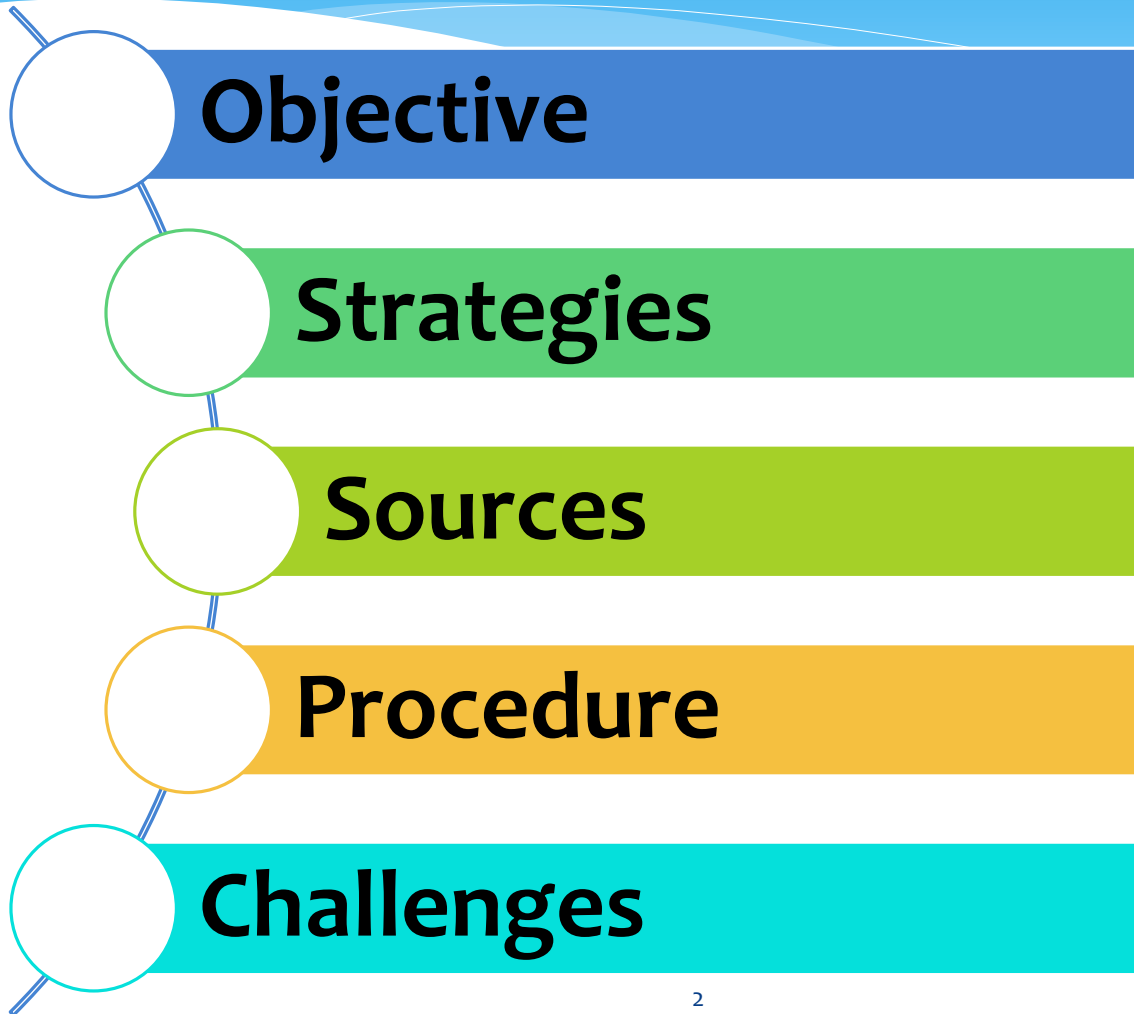 Objective
Strategies
Sources
Procedure
Challenges
2